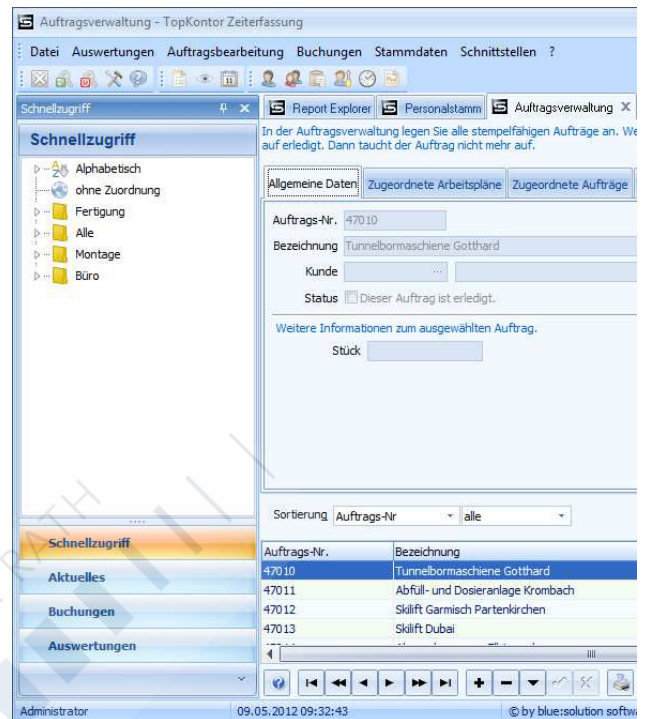 Auftragsverwaltung - TopKontor Zeiterfassung
Datei Auswertungen Auftragsbearbeitung Buchungen Stammdaten Schnittstellen ?
Schnellzugriff
Report Explorer Personalstamm Auftragsverwaltung X
Schnellzugriff
Alphabetisch
ohne Zuordnung
Fertigung
Alle
Montage
Büro
In der Auftragsverwaltung legen Sie alle stempelfähigen Aufträge an.
auf erledigt. Dann taucht der Auftrag nicht mehr auf.
Allgemeine Daten Zugeordnete Arbeitspläne Zugeordnete Aufträge
Auftrags-Nr. 47010
Bezeichnung Tunnelbormaschiene Gotthard
Kunde ...
Status Dieser Auftrag ist erledigt.
Weitere Informationen zum ausgewählten Auftrag.
Stück
Sortierung Auftrags-Nr alle
Auftrags-Nr. Bezeichnung
47010 Tunnelbormaschiene Gotthard
47011 Abfüll- und Dosieranlage Krombach
47012 Skilift Garmisch Partenkirchen
47013 Skilift Dubai
Schnellzugriff
Aktuelles
Buchungen
Auswertungen
RATH
Administrator 09.05.2012 09:32:43 © by blue:solution